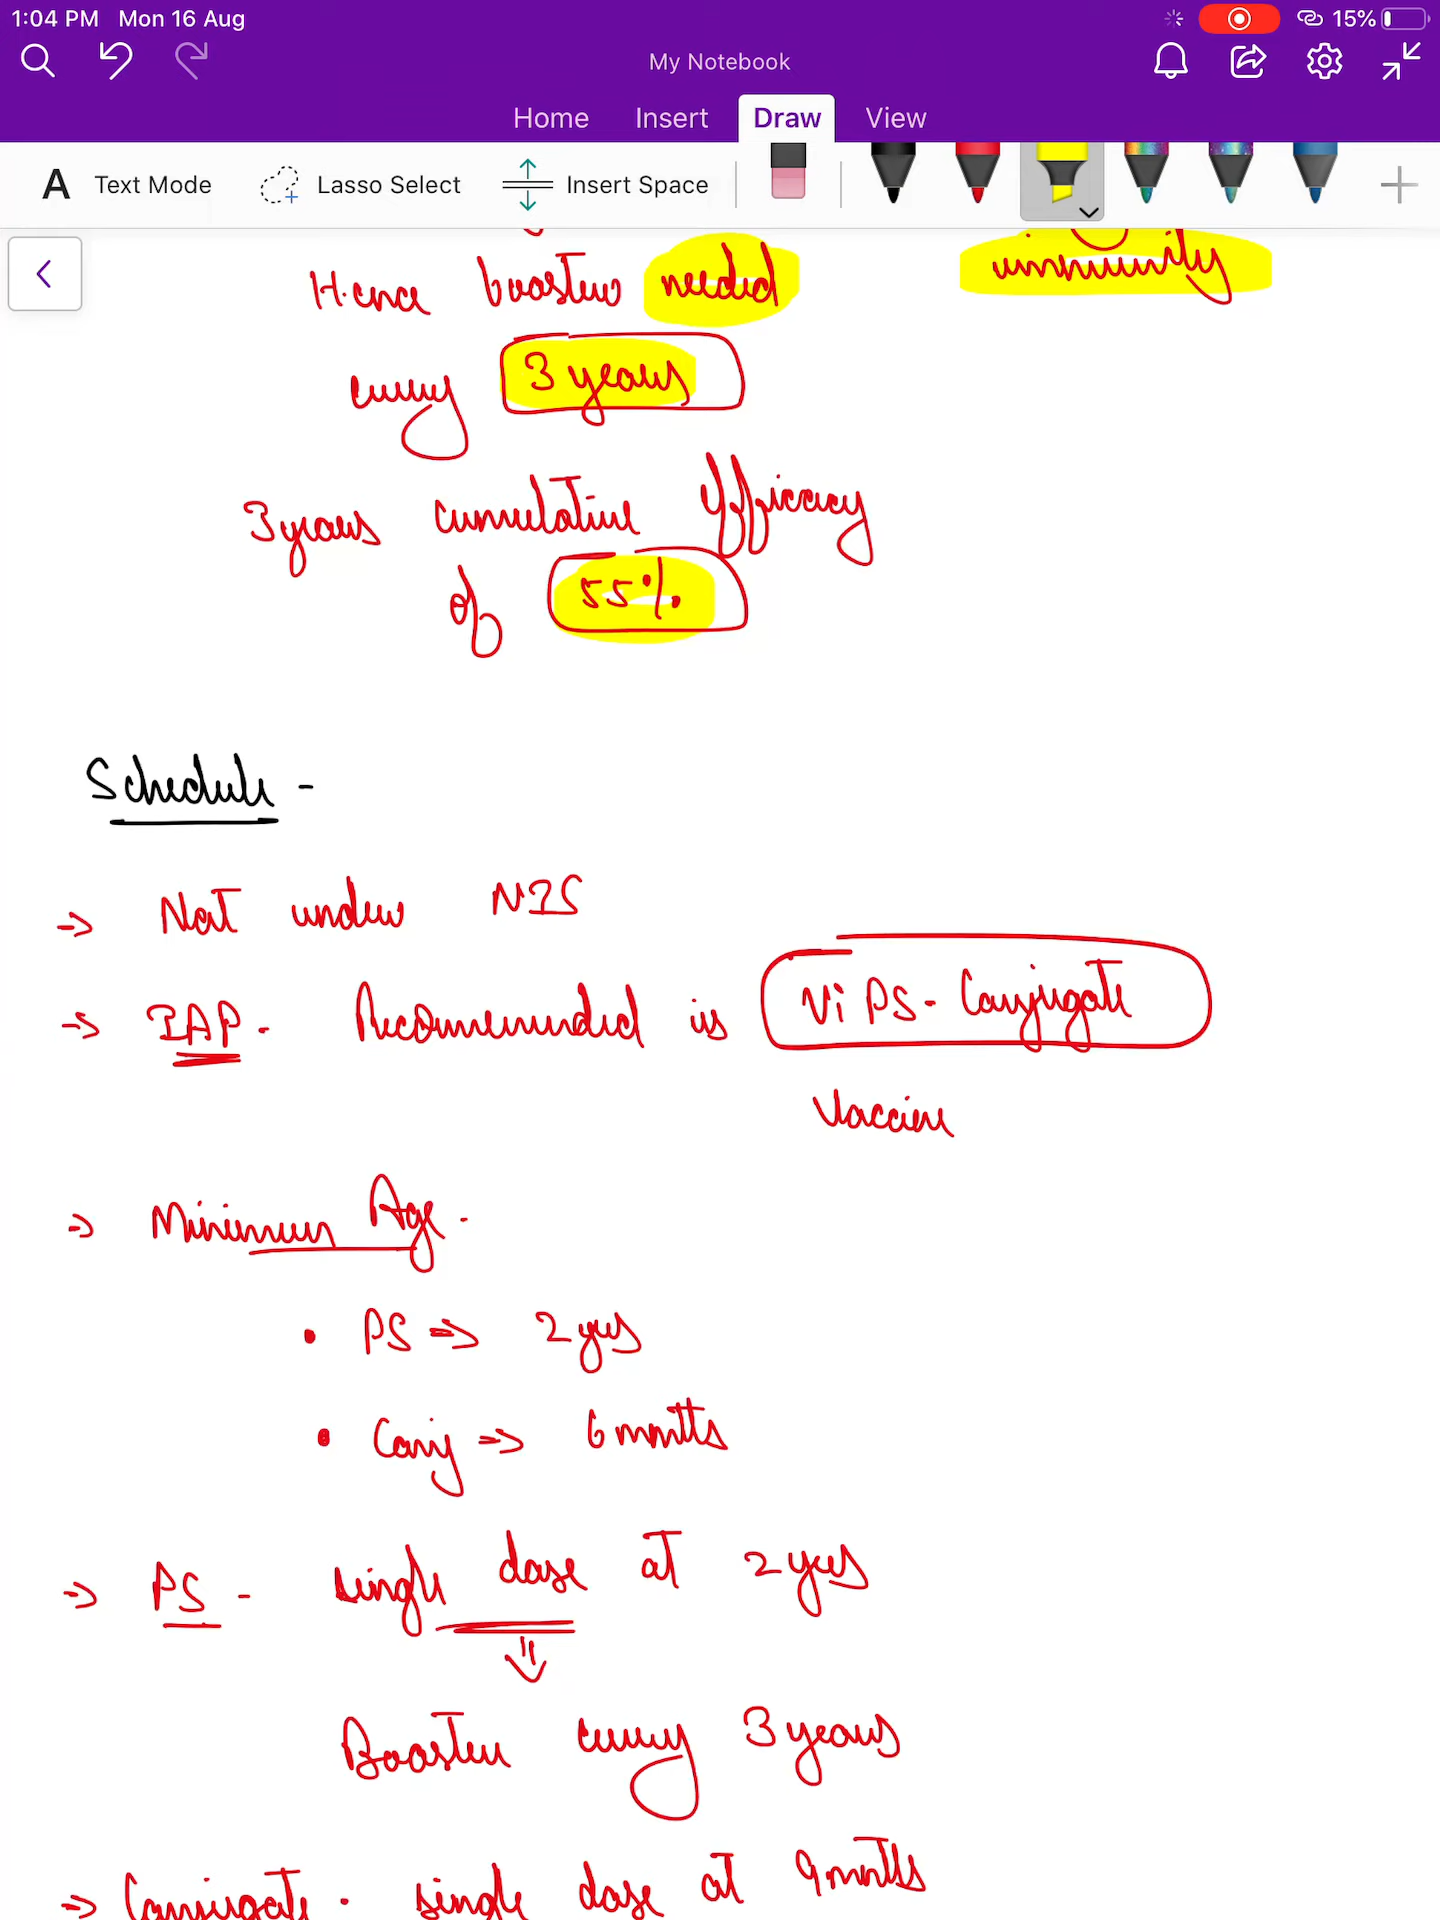 1:04 PM Mon 16 Aug 15%
My Notebook
Home Insert Draw View
A Text Mode Lasso Select Insert Space
Hence booster needed immunity
every 3 years
3 years cumulative efficacy
of 55%
Schedule -
→ Not under NIS
→ IAP - Recommended is Vi PS - Conjugate
Vaccine
→ Minimum Age -
• PS ⇒ 2 yrs
• Conj ⇒ 6 months
→ PS - single dose at 2 yrs
Booster every 3 years
→ Conjugate - single dose at 9 months